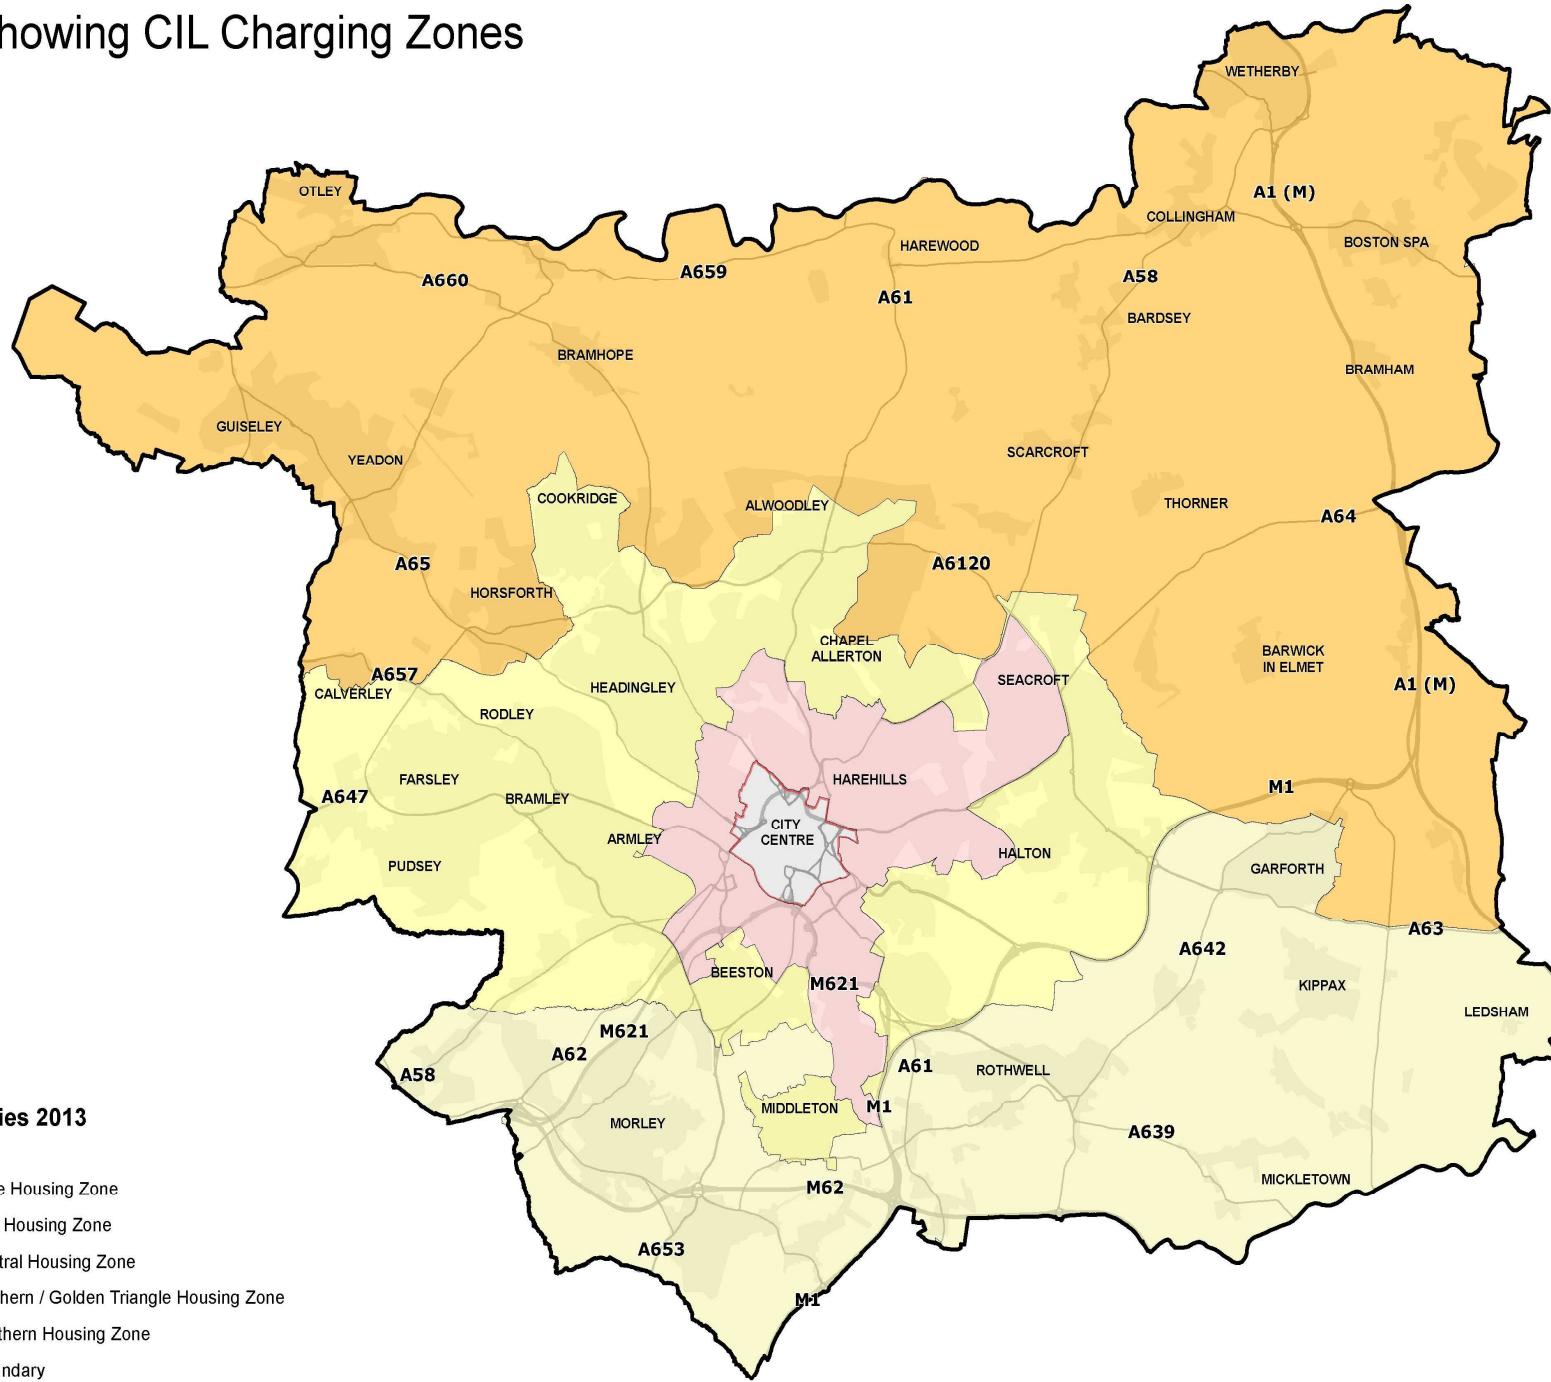 howing CIL Charging Zones
WETHERBY
OTLEY
A1 (M)
COLLINGHAM
HAREWOOD
BOSTON SPA
A660
A659
A61
A58
BARDSEY
BRAMHOPE
BRAMHAM
GUISELEY
YEADON
SCARCROFT
COOKRIDGE
ALWOODLEY
THORNER
A64
A65
A6120
HORSFORTH
CHAPEL
ALLERTON
BARWICK
IN ELMET
A657
CALVERLEY
HEADINGLEY
SEACROFT
A1 (M)
RODLEY
FARSLEY
HAREHILLS
M1
A647
BRAMLEY
CITY
CENTRE
ARMLEY
HALTON
PUDSEY
GARFORTH
A63
A642
BEESTON
M621
KIPPAX
LEDSHAM
M621
A62
A58
A61
ROTHWELL
MIDDLETON
M1
MORLEY
A639
ies 2013
MICKLETOWN
M62
e Housing Zone
Housing Zone
A653
tral Housing Zone
hern / Golden Triangle Housing Zone
M1
thern Housing Zone
ndary